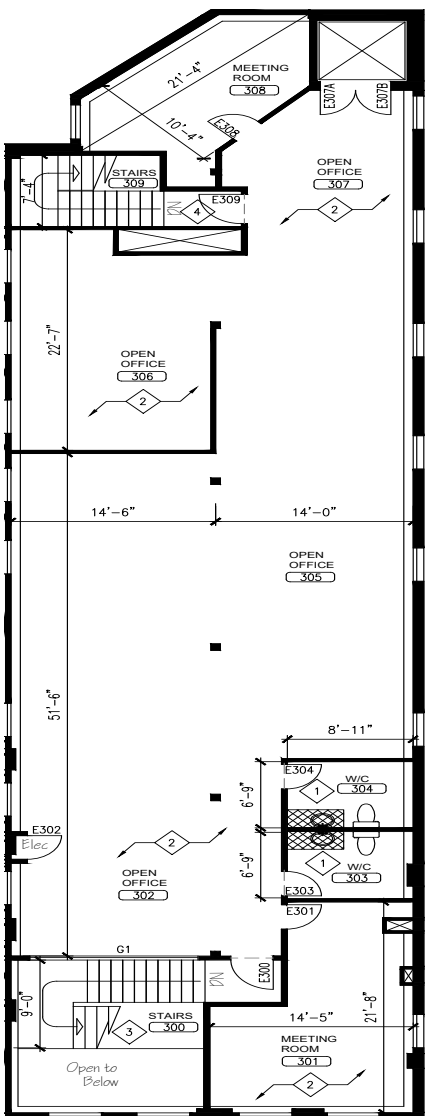 21'-4"
MEETING
ROOM
308
E307A
E307B
10'-4"
E308
OPEN
OFFICE
307
STAIRS
309
7'-4"
DN
4
E309
2
22'-7"
OPEN
OFFICE
306
2
14'-6"
14'-0"
OPEN
OFFICE
305
51'-6"
8'-11"
E304
W/C
304
1
6'-9"
E302
Elec
2
6'-9"
1
W/C
303
OPEN
OFFICE
302
E303
E301
G1
E300
DN
9'-0"
STAIRS
300
3
14'-5"
21'-8"
MEETING
ROOM
301
Open to
Below
2